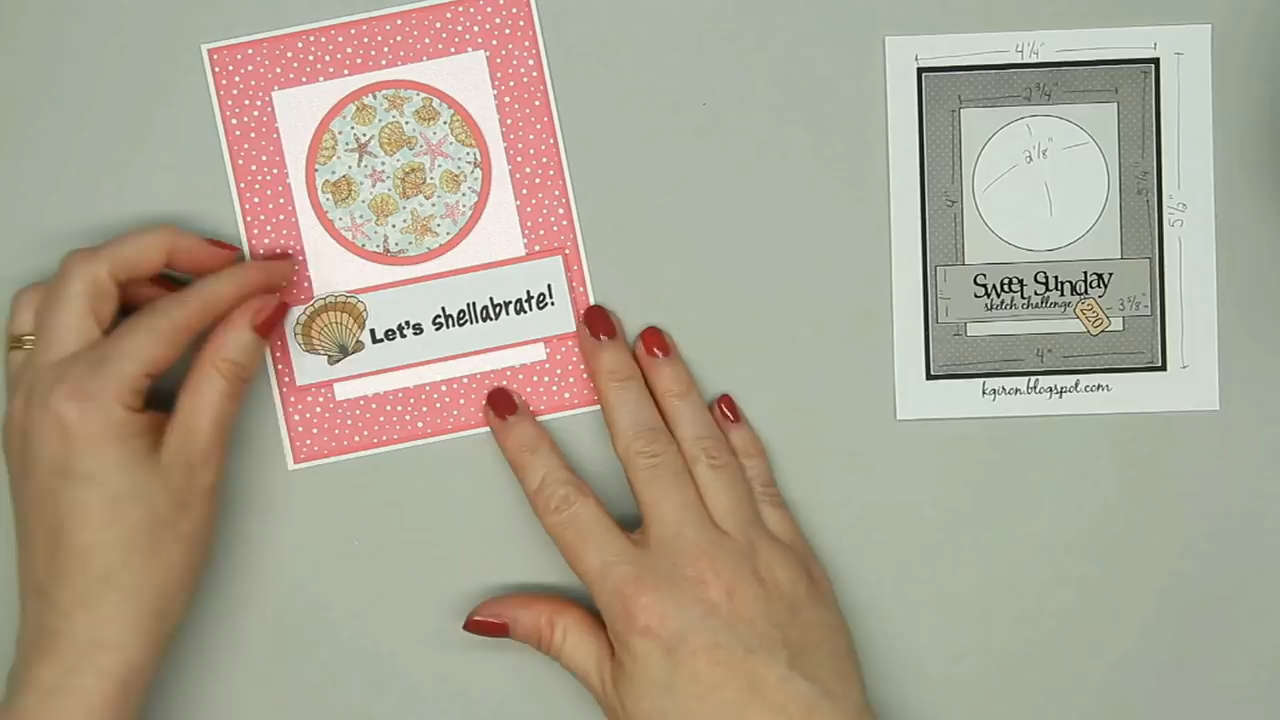 Let's shellabrate!
4 1/4"
2 3/4"
2 1/8"
4"
5 1/4"
5 1/2"
Sweet Sunday
sketch challenge
220
3 5/8"
4"
kgiron.blogspot.com